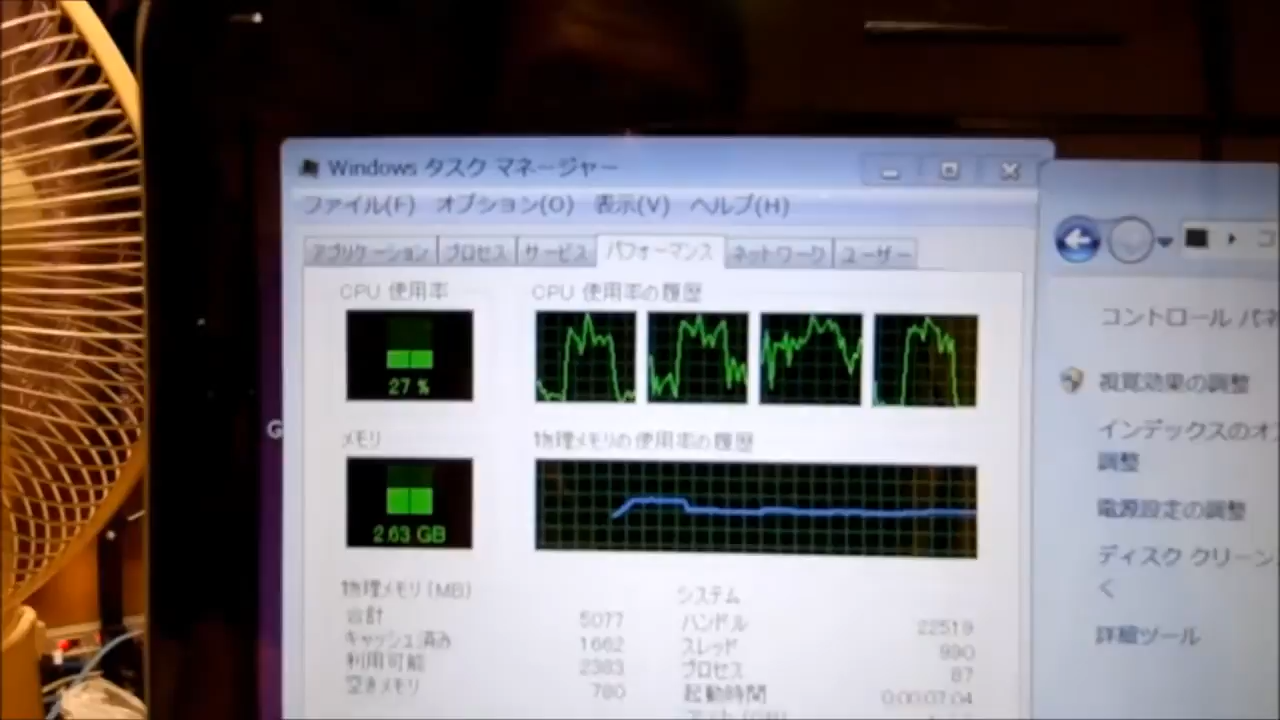 Windows タスク マネージャー
ファイル(F) オプション(O) 表示(V) ヘルプ(H)
アプリケーション プロセス サービス パフォーマンス ネットワーク ユーザー
CPU 使用率
CPU 使用率の履歴
27 %
メモリ
物理メモリの使用率の履歴
2.63 GB
物理メモリ (MB)
合計 5077
キャッシュ済み 1662
利用可能 2383
空きメモリ 780
システム
ハンドル 22519
スレッド 990
プロセス 87
起動時間 0:00:07:04
G
コ
コントロール パネ
視覚効果の調整
インデックスのオ
調整
電源設定の調整
ディスク クリーン
く
詳細ツール